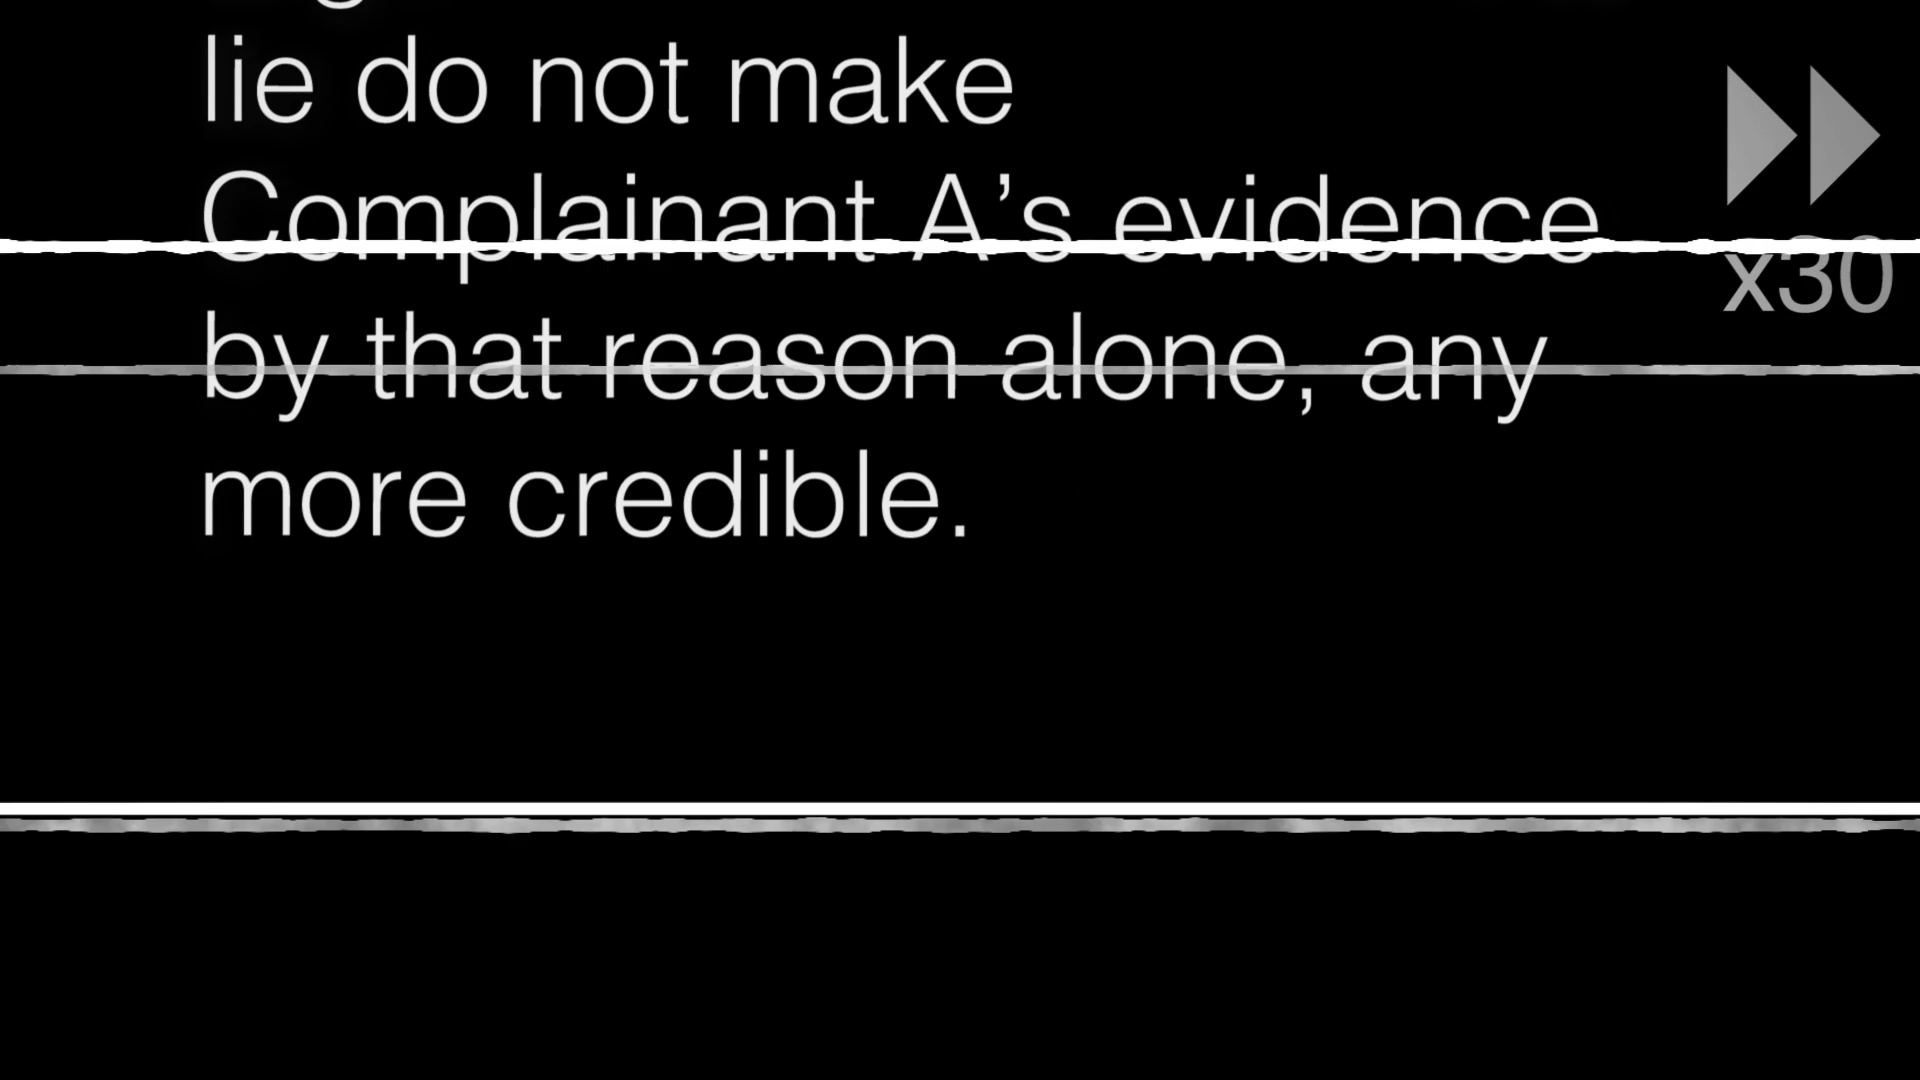 lie do not make
Complainant A’s evidence
by that reason alone, any
more credible.
x30